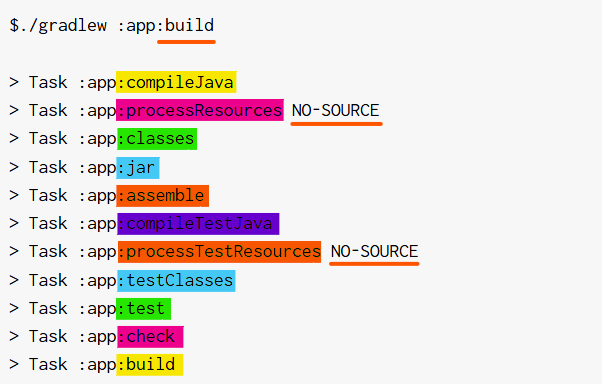 $./gradlew :app:build
> Task :app:compileJava
> Task :app:processResources NO-SOURCE
> Task :app:classes
> Task :app:jar
> Task :app:assemble
> Task :app:compileTestJava
> Task :app:processTestResources NO-SOURCE
> Task :app:testClasses
> Task :app:test
> Task :app:check
> Task :app:build